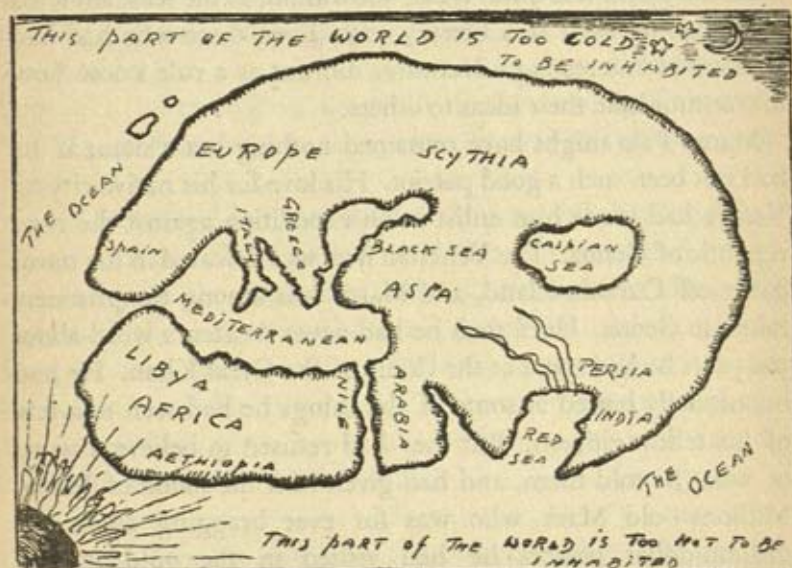 THIS PART OF THE WORLD IS TOO COLD
TO BE INHABITED
EUROPE
SCYTHIA
THE OCEAN
SPAIN
ITALY
GREECE
BLACK SEA
CASPIAN
SEA
ASIA
MEDITERRANEAN
LIBYA
AFRICA
NILE
ARABIA
PERSIA
INDIA
RED
SEA
AETHIOPIA
THE OCEAN
THIS PART OF THE WORLD IS TOO HOT TO BE
INHABITED